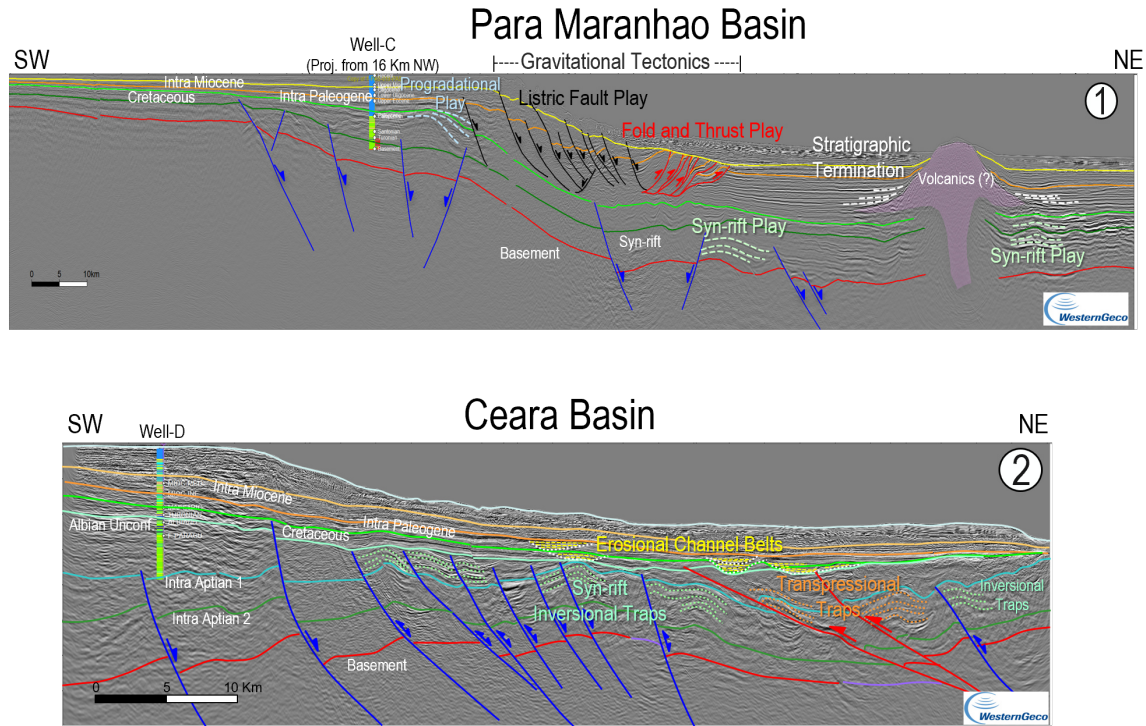 Para Maranhao Basin
SW
Well-C
(Proj. from 16 Km NW)
|---- Gravitational Tectonics ----|
NE
1
Intra Miocene
Cretaceous
Intra Paleogene
Progradational
Play
Listric Fault Play
Fold and Thrust Play
Stratigraphic
Termination
Volcanics (?)
Syn-rift Play
Syn-rift
Basement
Syn-rift Play
0 5 10km
WesternGeco
Ceara Basin
SW
Well-D
NE
2
Intra Miocene
Albian Unconf.
Cretaceous
Intra Paleogene
Erosional Channel Belts
Intra Aptian 1
Syn-rift
Inversional Traps
Transpressional
Traps
Inversional
Traps
Intra Aptian 2
Basement
0 5 10 Km
WesternGeco